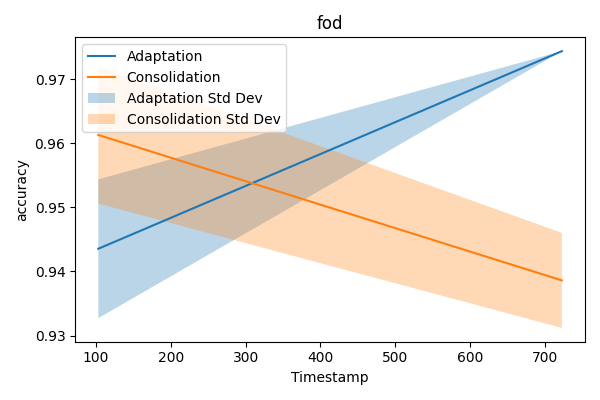 fod
Adaptation
Consolidation
Adaptation Std Dev
Consolidation Std Dev
0.97
0.96
0.95
0.94
0.93
accuracy
100 200 300 400 500 600 700
Timestamp